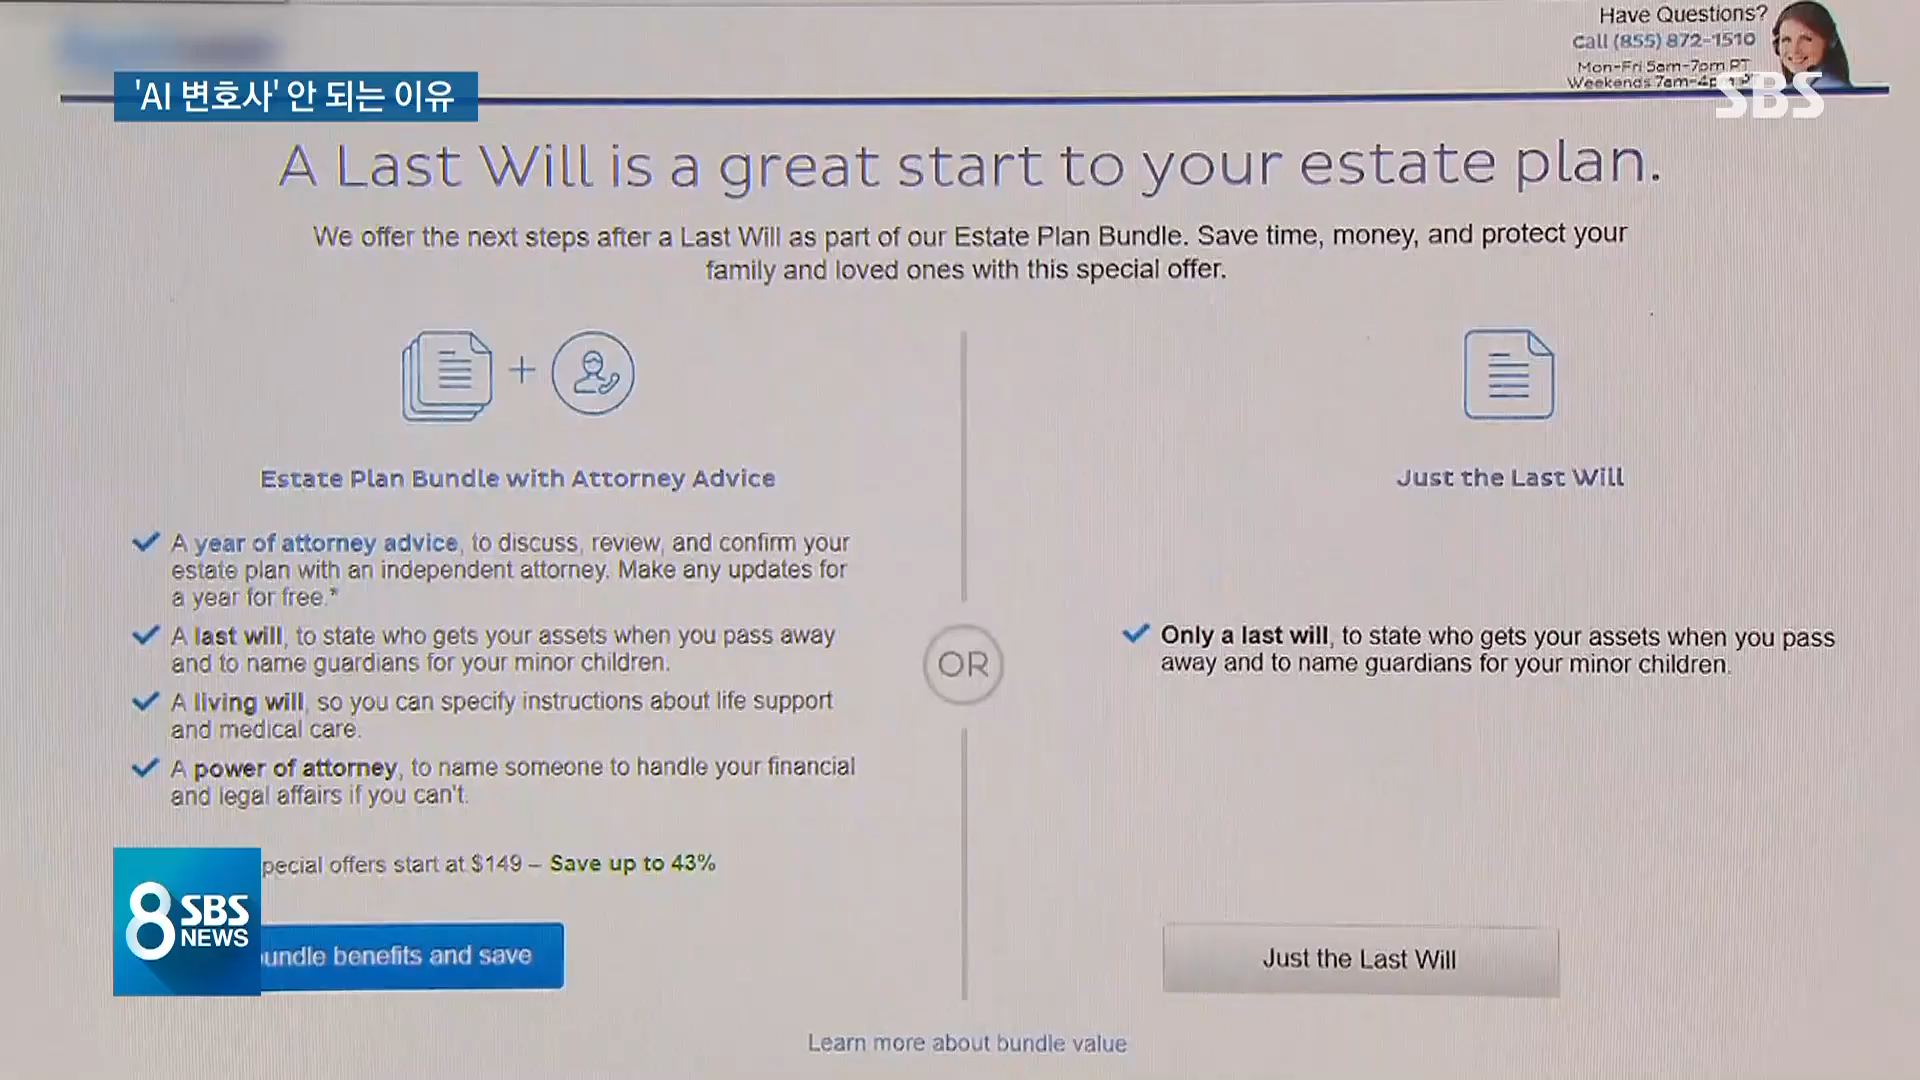 Have Questions?
Call (855) 872-1510
Mon-Fri 5am-7pm PT
Weekends 7am-4p
SBS
'AI 변호사' 안 되는 이유
A Last Will is a great start to your estate plan.
We offer the next steps after a Last Will as part of our Estate Plan Bundle. Save time, money, and protect your
family and loved ones with this special offer.
+
Estate Plan Bundle with Attorney Advice
A year of attorney advice, to discuss, review, and confirm your
estate plan with an independent attorney. Make any updates for
a year for free.*
A last will, to state who gets your assets when you pass away
and to name guardians for your minor children.
A living will, so you can specify instructions about life support
and medical care.
A power of attorney, to name someone to handle your financial
and legal affairs if you can't.
pecial offers start at $149 – Save up to 43%
undle benefits and save
OR
Just the Last Will
Only a last will, to state who gets your assets when you pass
away and to name guardians for your minor children.
Just the Last Will
8 SBS
NEWS
Learn more about bundle value